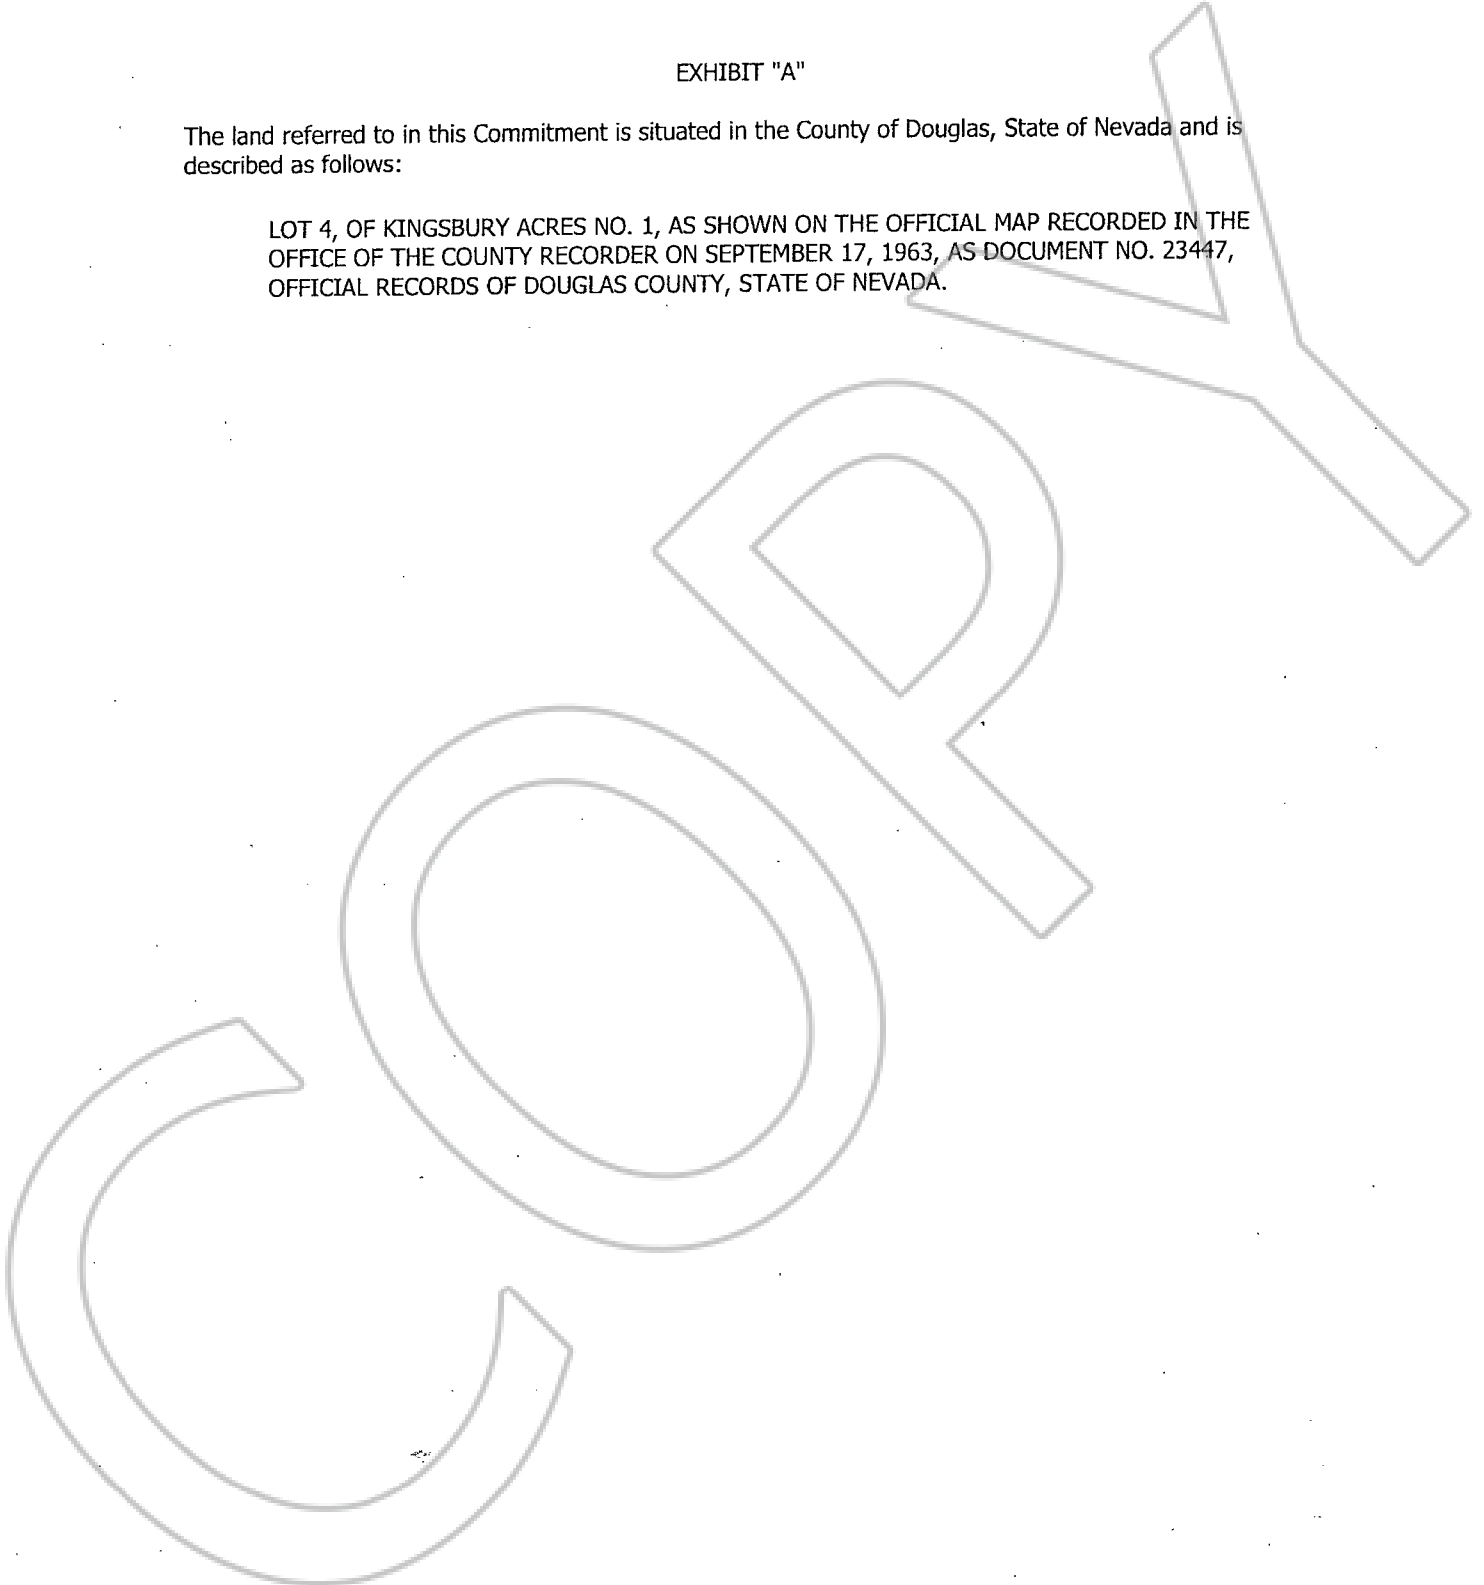 EXHIBIT "A"
The land referred to in this Commitment is situated in the County of Douglas, State of Nevada and is
described as follows:
LOT 4, OF KINGSBURY ACRES NO. 1, AS SHOWN ON THE OFFICIAL MAP RECORDED IN THE
OFFICE OF THE COUNTY RECORDER ON SEPTEMBER 17, 1963, AS DOCUMENT NO. 23447,
OFFICIAL RECORDS OF DOUGLAS COUNTY, STATE OF NEVADA.
COPY